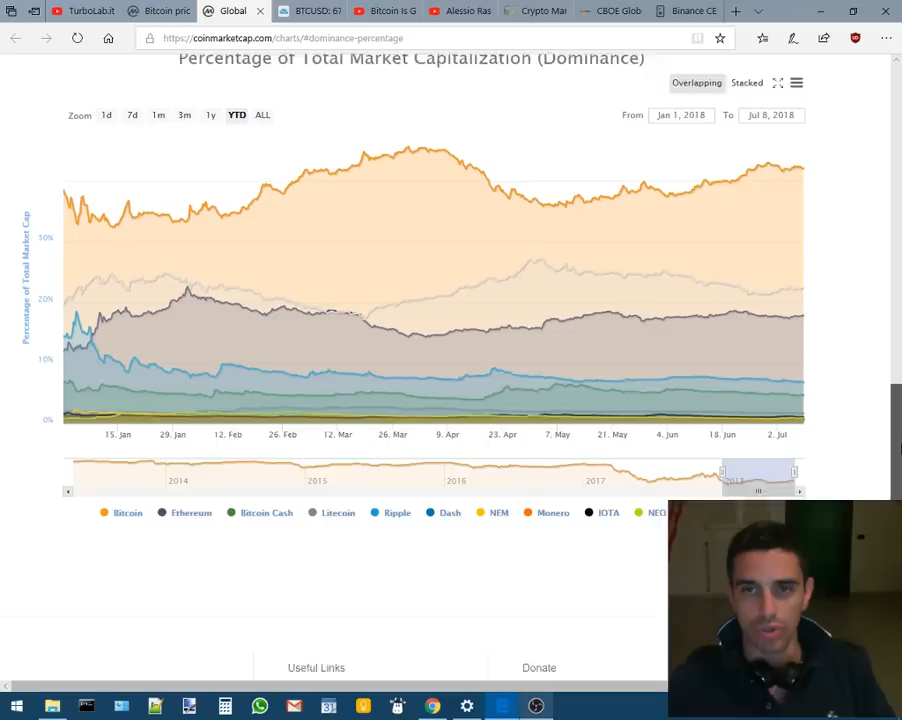 TurboLab.it
Bitcoin pric
Global
BTCUSD: 67
Bitcoin Is G
Alessio Ras
Crypto Mar
CBOE Glob
Binance CE
https://coinmarketcap.com/charts/#dominance-percentage
Percentage of Total Market Capitalization (Dominance)
Overlapping
Stacked
Zoom 1d 7d 1m 3m 1y YTD ALL
From Jan 1, 2018 To Jul 8, 2018
Percentage of Total Market Cap
30%
20%
10%
0%
15. Jan 29. Jan 12. Feb 26. Feb 12. Mar 26. Mar 9. Apr 23. Apr 7. May 21. May 4. Jun 18. Jun 2. Jul
2014 2015 2016 2017 2018
Bitcoin Ethereum Bitcoin Cash Litecoin Ripple Dash NEM Monero IOTA NEO
Useful Links
Donate